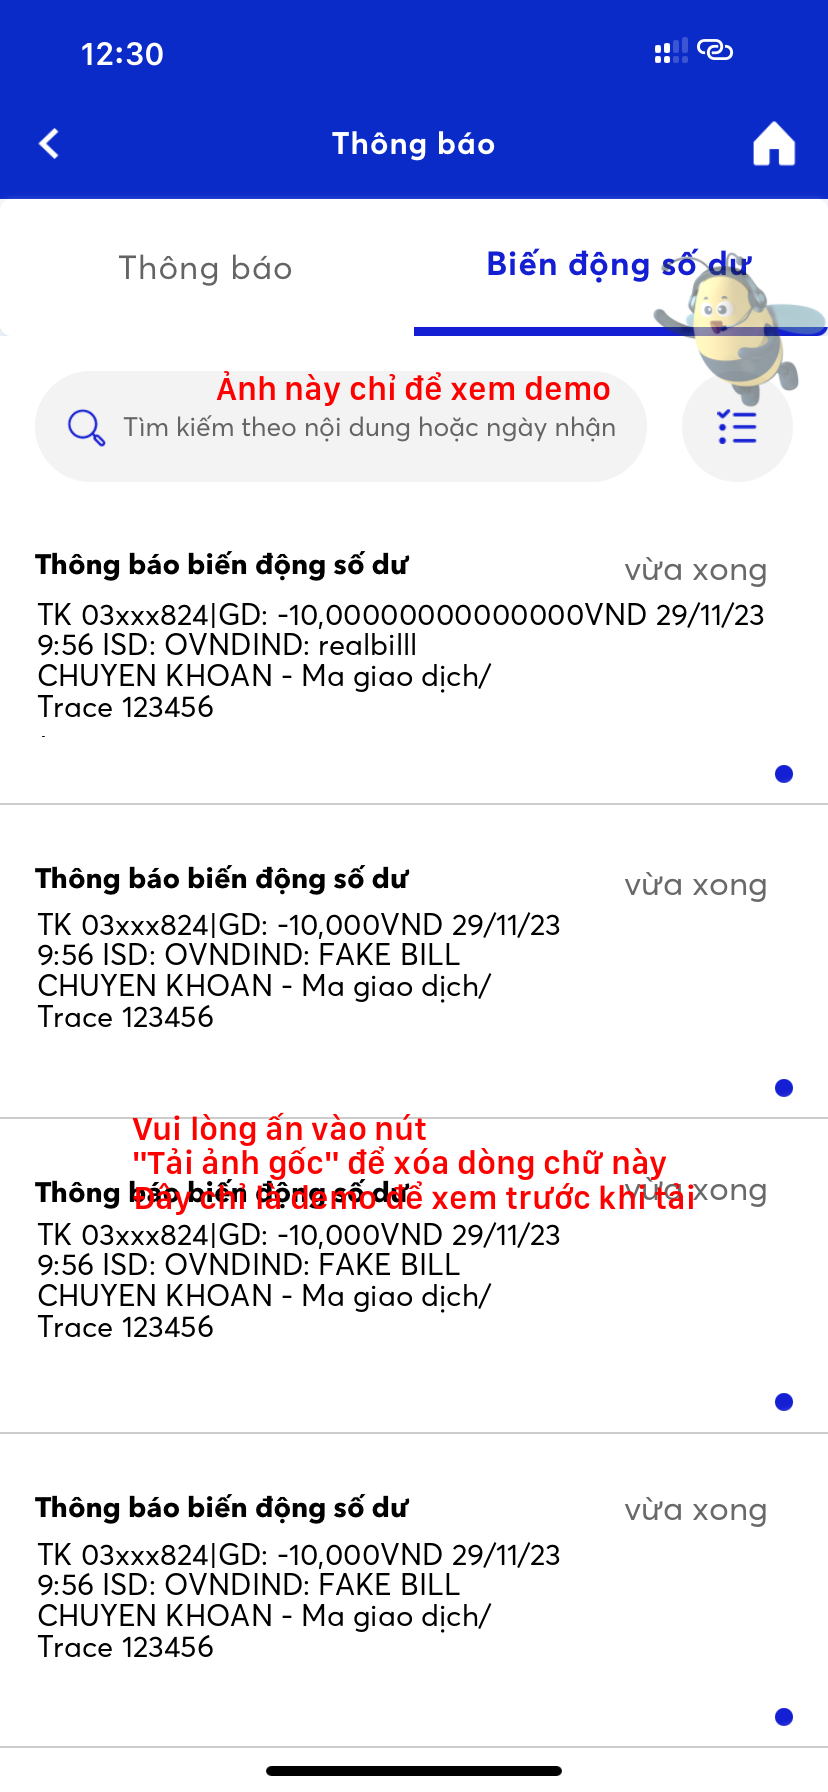 12:30
Thông báo
Thông báo
Biến động số dư
Ảnh này chỉ để xem demo
Tìm kiếm theo nội dung hoặc ngày nhận
Thông báo biến động số dư
vừa xong
TK 03xxx824|GD: -10,00000000000000VND 29/11/23
9:56 ISD: OVNDIND: realbilll
CHUYEN KHOAN - Ma giao dịch/
Trace 123456
Thông báo biến động số dư
vừa xong
TK 03xxx824|GD: -10,000VND 29/11/23
9:56 ISD: OVNDIND: FAKE BILL
CHUYEN KHOAN - Ma giao dịch/
Trace 123456
Vui lòng ấn vào nút
"Tải ảnh gốc" để xóa dòng chữ này
Đây chỉ là demo để xem trước khi tải
Thông báo biến động số dư
vừa xong
TK 03xxx824|GD: -10,000VND 29/11/23
9:56 ISD: OVNDIND: FAKE BILL
CHUYEN KHOAN - Ma giao dịch/
Trace 123456
Thông báo biến động số dư
vừa xong
TK 03xxx824|GD: -10,000VND 29/11/23
9:56 ISD: OVNDIND: FAKE BILL
CHUYEN KHOAN - Ma giao dịch/
Trace 123456